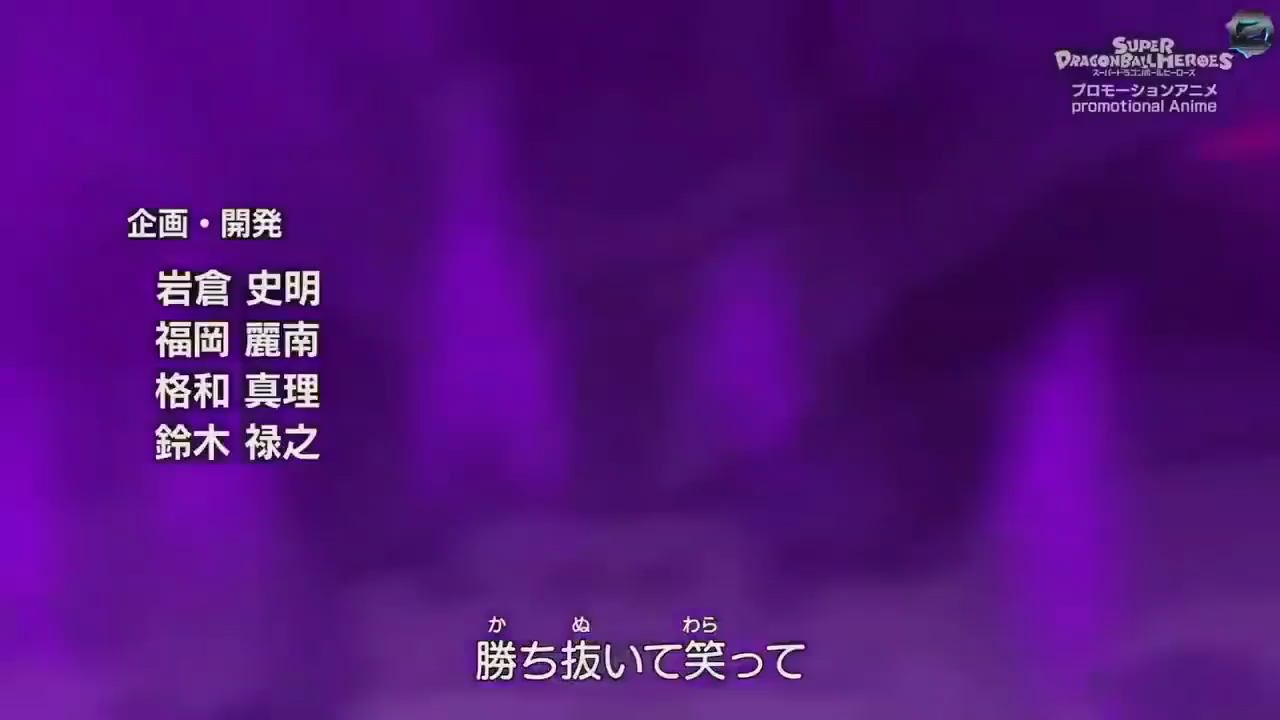 SUPER
DRAGONBALL HEROES
スーパードラゴンボールヒーローズ
プロモーションアニメ
promotional Anime
企画・開発
岩倉 史明
福岡 麗南
格和 真理
鈴木 禄之
か ぬ わら
勝ち抜いて笑って